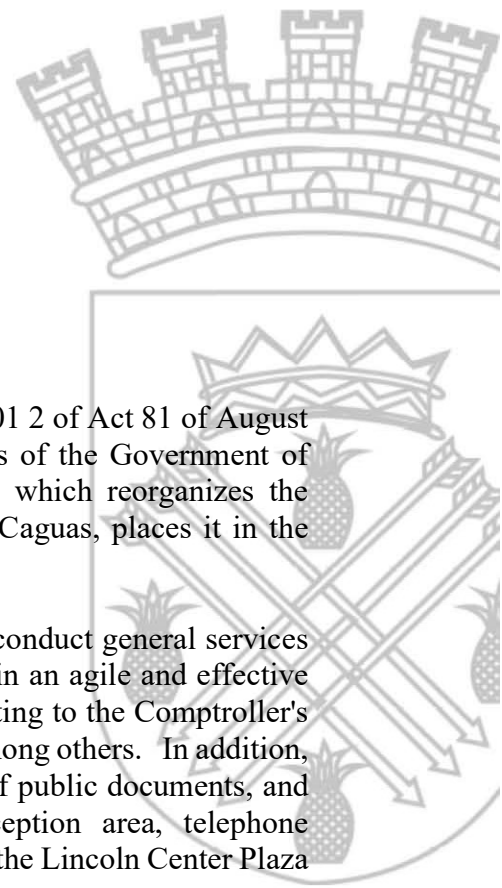 01 2 of Act 81 of August
s of the Government of
which reorganizes the
Caguas, places it in the
conduct general services
in an agile and effective
ting to the Comptroller's
mong others. In addition,
f public documents, and
ception area, telephone
the Lincoln Center Plaza